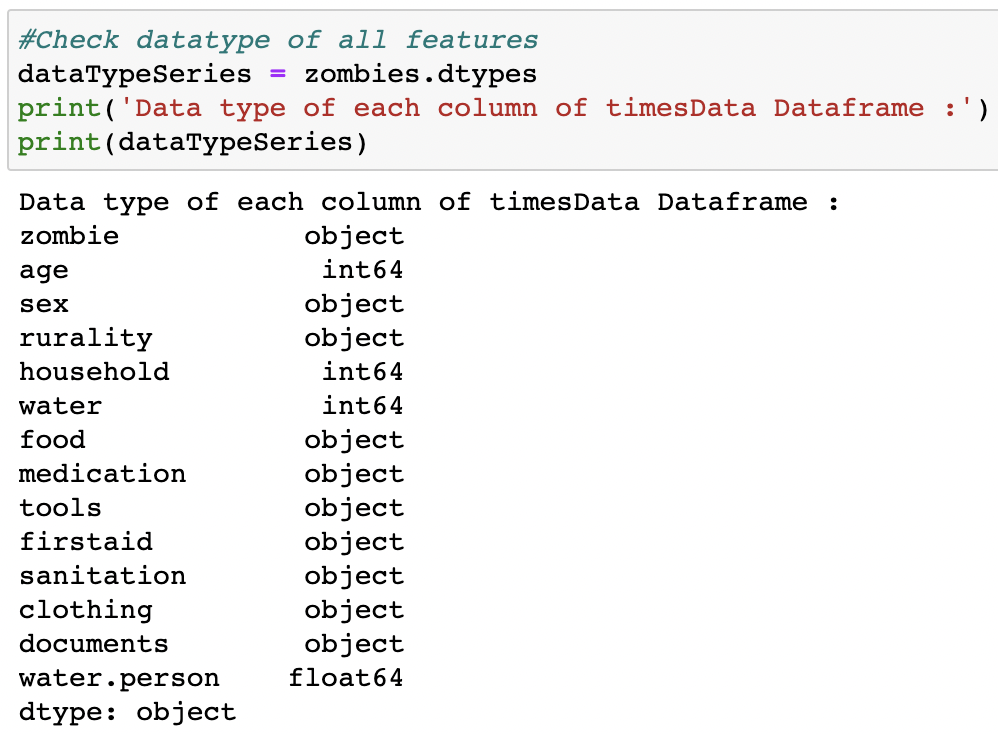 #Check datatype of all features
dataTypeSeries = zombies.dtypes
print('Data type of each column of timesData Dataframe :')
print(dataTypeSeries)
Data type of each column of timesData Dataframe :
zombie           object
age               int64
sex              object
rurality         object
household         int64
water             int64
food             object
medication       object
tools            object
firstaid         object
sanitation       object
clothing         object
documents        object
water.person    float64
dtype: object